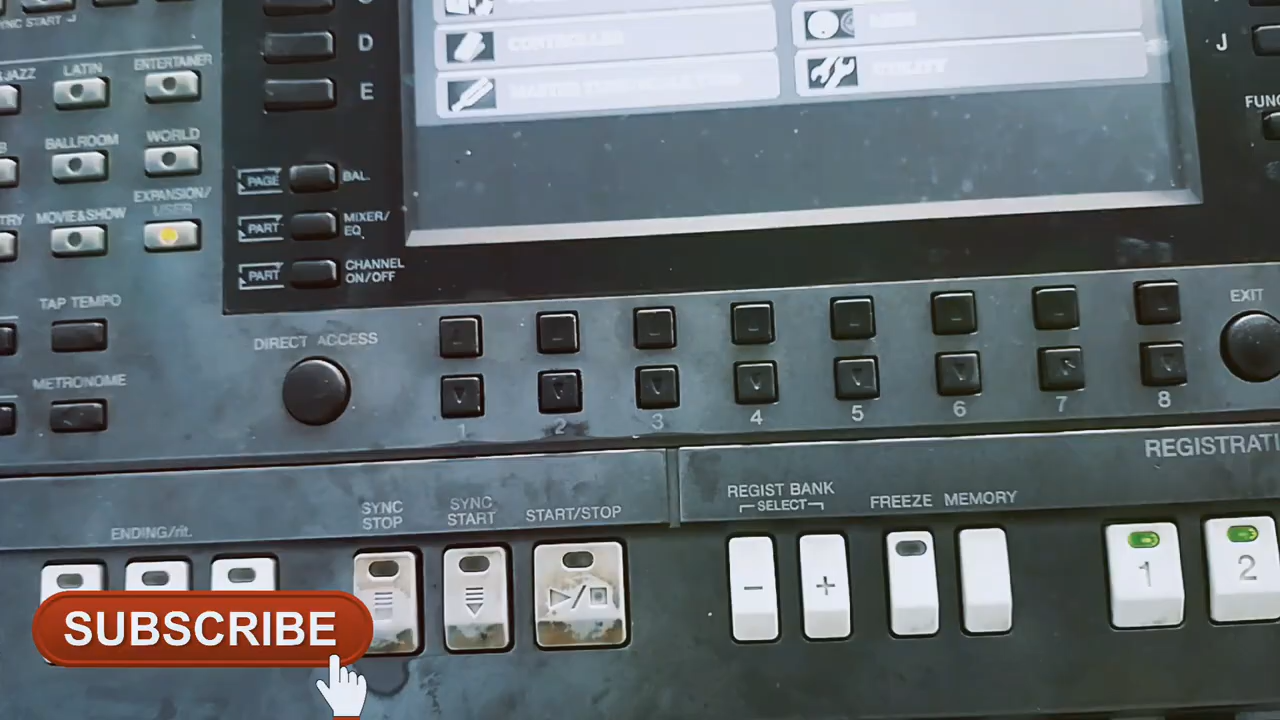 SYNC START
D
E
J
JAZZ
LATIN
ENTERTAINER
BALLROOM
WORLD
MOVIE&SHOW
EXPANSION/
USER
PAGE
BAL.
PART
MIXER/
EQ
PART
CHANNEL
ON/OFF
CONTROLLER
UTILITY
FUNC
TAP TEMPO
METRONOME
DIRECT ACCESS
EXIT
1 2 3 4 5 6 7 8
REGISTRATI
ENDING/rit.
SYNC
STOP
SYNC
START
START/STOP
REGIST BANK
SELECT
FREEZE MEMORY
- +
1 2
SUBSCRIBE